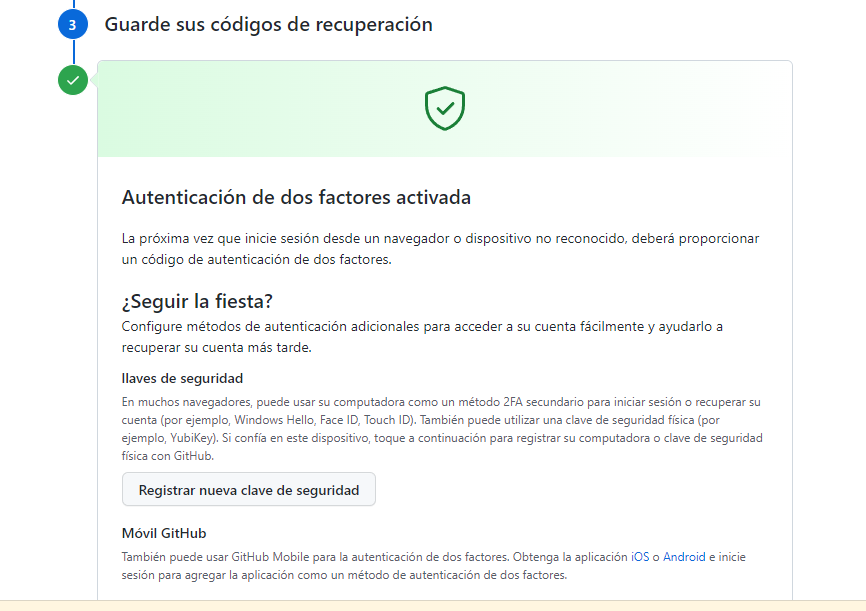 3
Guarde sus códigos de recuperación
Autenticación de dos factores activada
La próxima vez que inicie sesión desde un navegador o dispositivo no reconocido, deberá proporcionar
un código de autenticación de dos factores.
¿Seguir la fiesta?
Configure métodos de autenticación adicionales para acceder a su cuenta fácilmente y ayudarlo a
recuperar su cuenta más tarde.
llaves de seguridad
En muchos navegadores, puede usar su computadora como un método 2FA secundario para iniciar sesión o recuperar su
cuenta (por ejemplo, Windows Hello, Face ID, Touch ID). También puede utilizar una clave de seguridad física (por
ejemplo, YubiKey). Si confía en este dispositivo, toque a continuación para registrar su computadora o clave de seguridad
física con GitHub.
Registrar nueva clave de seguridad
Móvil GitHub
También puede usar GitHub Mobile para la autenticación de dos factores. Obtenga la aplicación iOS o Android e inicie
sesión para agregar la aplicación como un método de autenticación de dos factores.